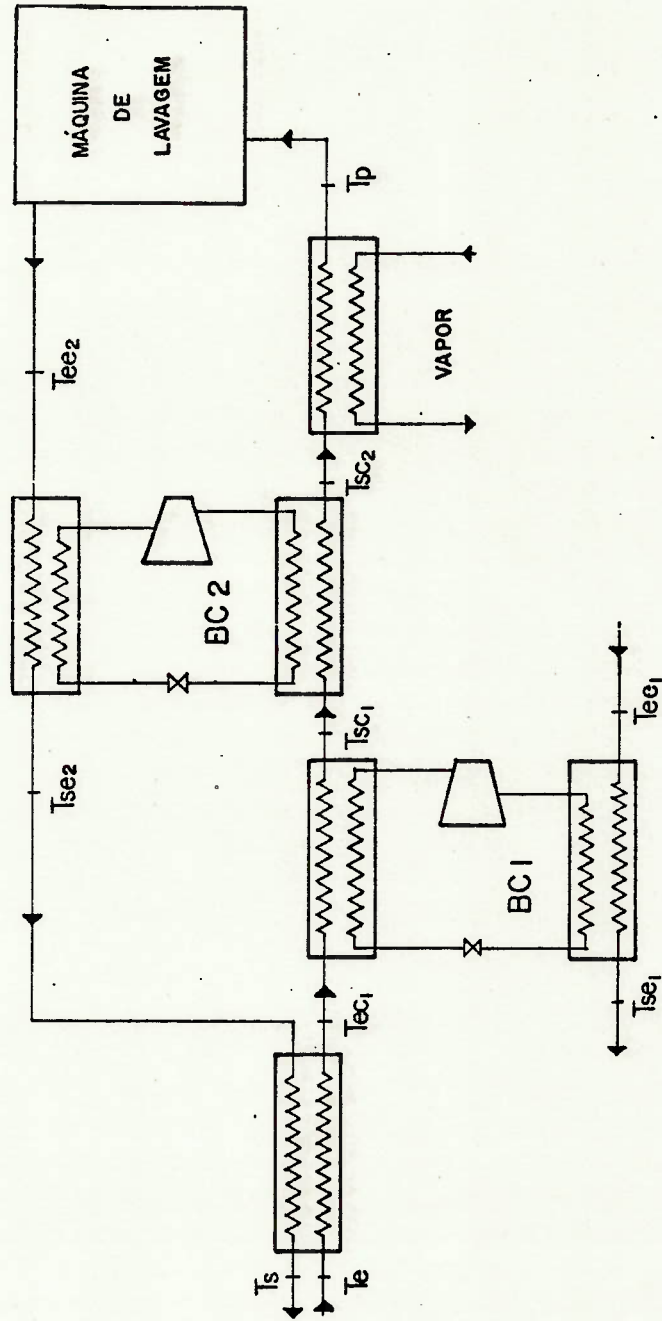 MÁQUINA
DE
LAVAGEM
Tee2
Tp
VAPOR
BC 2
Tsc2
Tse2
Tsc1
Tee1
BC 1
Tec1
Tse1
Ts
Te